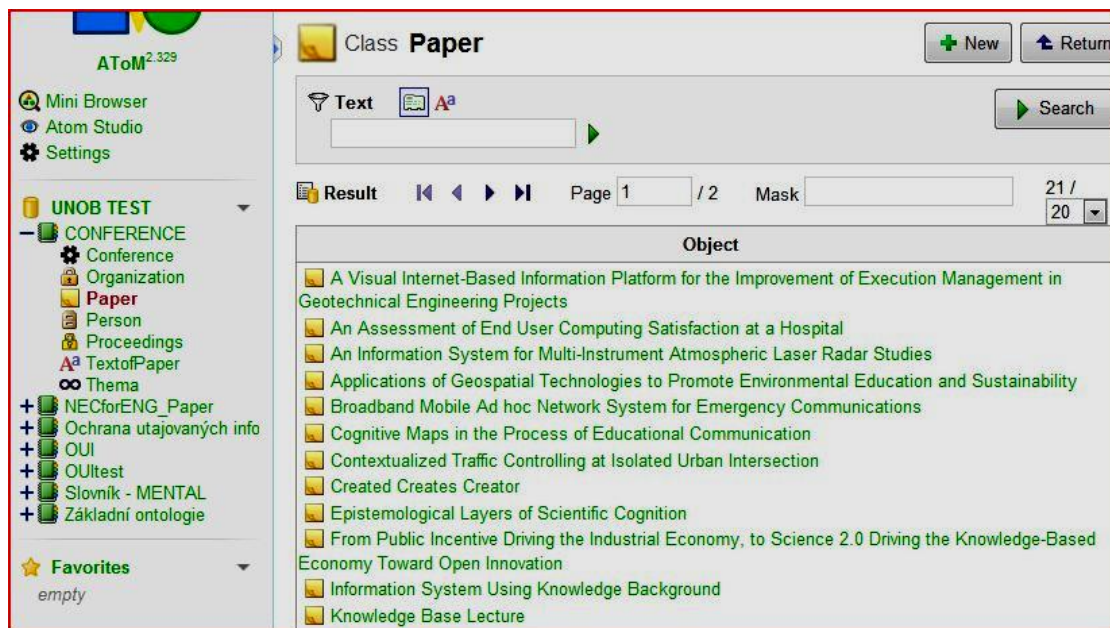 AToM2.329
Mini Browser
Atom Studio
Settings
UNOB TEST
CONFERENCE
Conference
Organization
Paper
Person
Proceedings
Aa TextofPaper
Thema
NECforENG_Paper
Ochrana utajovaných info
OUI
OUItest
Slovník - MENTAL
Základní ontologie
Favorites
empty
Class Paper
New
Return
Text Aa
Search
Result Page 1 / 2 Mask 21 /
20
Object
A Visual Internet-Based Information Platform for the Improvement of Execution Management in
Geotechnical Engineering Projects
An Assessment of End User Computing Satisfaction at a Hospital
An Information System for Multi-Instrument Atmospheric Laser Radar Studies
Applications of Geospatial Technologies to Promote Environmental Education and Sustainability
Broadband Mobile Ad hoc Network System for Emergency Communications
Cognitive Maps in the Process of Educational Communication
Contextualized Traffic Controlling at Isolated Urban Intersection
Created Creates Creator
Epistemological Layers of Scientific Cognition
From Public Incentive Driving the Industrial Economy, to Science 2.0 Driving the Knowledge-Based
Economy Toward Open Innovation
Information System Using Knowledge Background
Knowledge Base Lecture